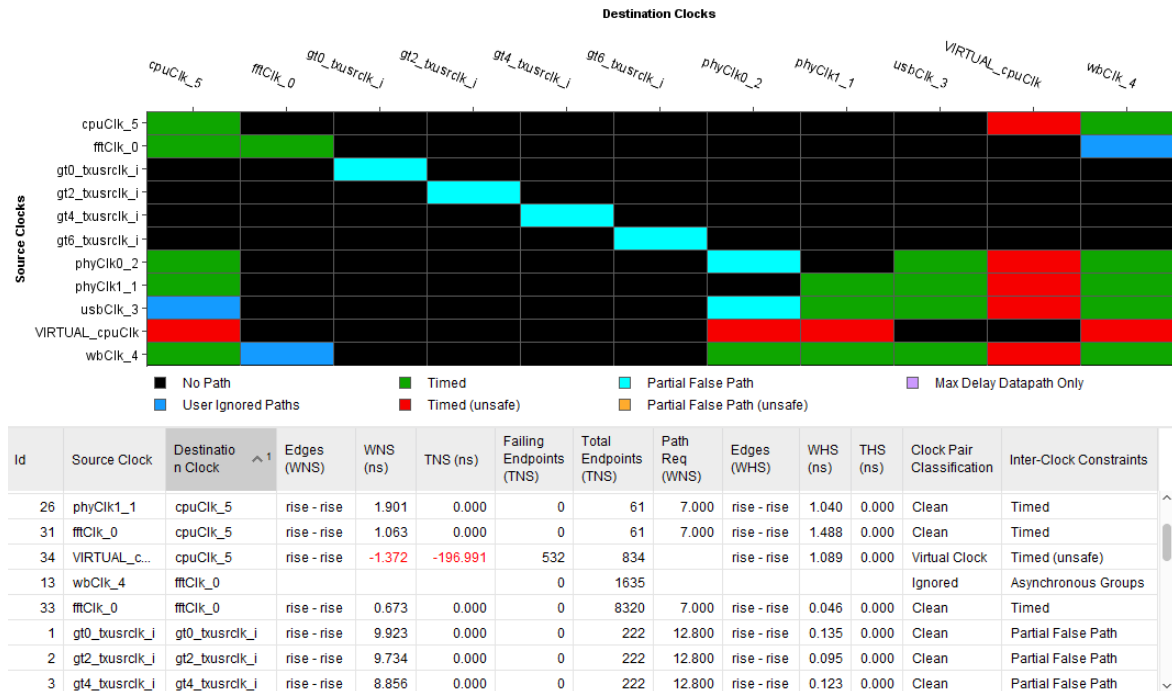 Destination Clocks
cpuClk_5 fftClk_0 gt0_txusrclk_i gt2_txusrclk_i gt4_txusrclk_i gt6_txusrclk_i phyClk0_2 phyClk1_1 usbClk_3 VIRTUAL_cpuClk wbClk_4
Source Clocks
cpuClk_5
fftClk_0
gt0_txusrclk_i
gt2_txusrclk_i
gt4_txusrclk_i
gt6_txusrclk_i
phyClk0_2
phyClk1_1
usbClk_3
VIRTUAL_cpuClk
wbClk_4
No Path Timed Partial False Path Max Delay Datapath Only
User Ignored Paths Timed (unsafe) Partial False Path (unsafe)
Id Source Clock Destinatio n Clock 1 Edges (WNS) WNS (ns) TNS (ns) Failing Endpoints (TNS) Total Endpoints (TNS) Path Req (WNS) Edges (WHS) WHS (ns) THS (ns) Clock Pair Classification Inter-Clock Constraints
26 phyClk1_1 cpuClk_5 rise - rise 1.901 0.000 0 61 7.000 rise - rise 1.040 0.000 Clean Timed
31 fftClk_0 cpuClk_5 rise - rise 1.063 0.000 0 61 7.000 rise - rise 1.488 0.000 Clean Timed
34 VIRTUAL_c... cpuClk_5 rise - rise -1.372 -196.991 532 834 rise - rise 1.089 0.000 Virtual Clock Timed (unsafe)
13 wbClk_4 fftClk_0 0 1635 Ignored Asynchronous Groups
33 fftClk_0 fftClk_0 rise - rise 0.673 0.000 0 8320 7.000 rise - rise 0.046 0.000 Clean Timed
1 gt0_txusrclk_i gt0_txusrclk_i rise - rise 9.923 0.000 0 222 12.800 rise - rise 0.135 0.000 Clean Partial False Path
2 gt2_txusrclk_i gt2_txusrclk_i rise - rise 9.734 0.000 0 222 12.800 rise - rise 0.095 0.000 Clean Partial False Path
3 gt4_txusrclk_i gt4_txusrclk_i rise - rise 8.856 0.000 0 222 12.800 rise - rise 0.123 0.000 Clean Partial False Path